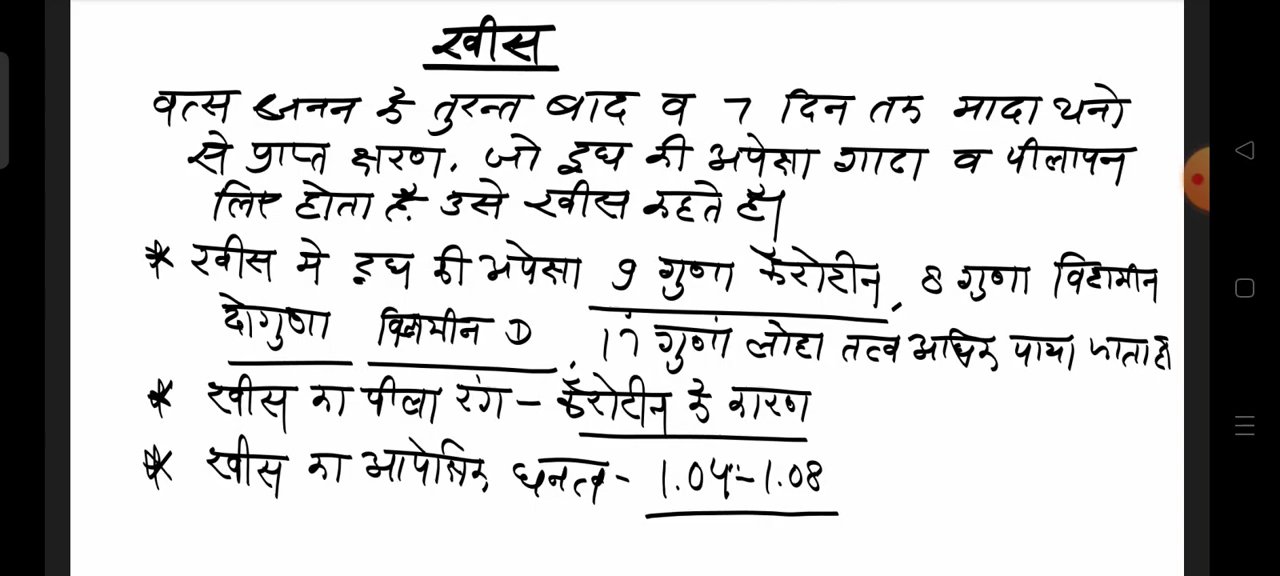 खीस
वत्स जनन के तुरन्त बाद व 7 दिन तक मादा थनो
से प्राप्त क्षरण, जो दूध की अपेक्षा गाढा व पीलापन
लिए होता है, उसे खीस कहते है।
* खीस मे दूध की अपेक्षा 9 गुणा कैरोटीन, 8 गुणा विटामीन
दोगुणा विटामीन D, 17 गुणा लोहा तत्व अधिक पाया जाता है
* खीस का पीला रंग - कैरोटीन के कारण
* खीस का आपेक्षिक घनत्व - 1.04 - 1.08